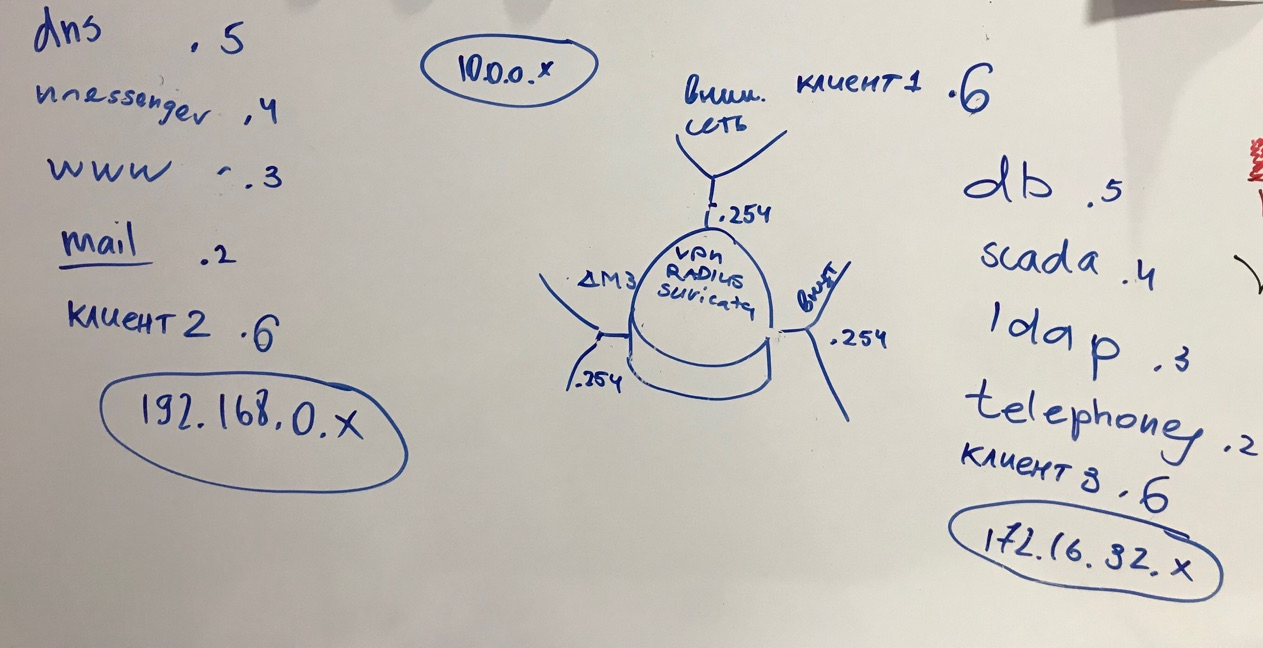 dns .5
messenger .4
www -.3
mail .2
клиент 2 .6
192.168.0.x
10.0.0.x
внеш.
сеть
.254
vpn
RADIUS
suricata
ДМЗ
.254
внут
.254
клиент 1 .6
db .5
scada .4
ldap .3
telephoney .2
клиент 3 .6
172.16.32.x